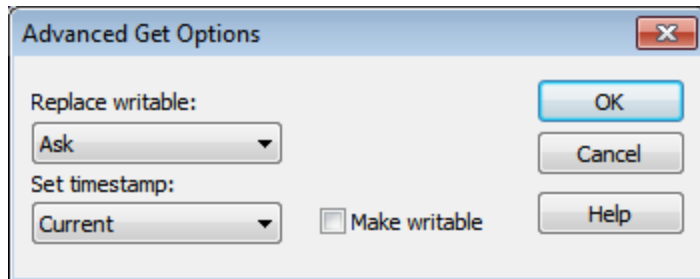 Advanced Get Options
Replace writable:
Ask
Set timestamp:
Current
Make writable
OK
Cancel
Help